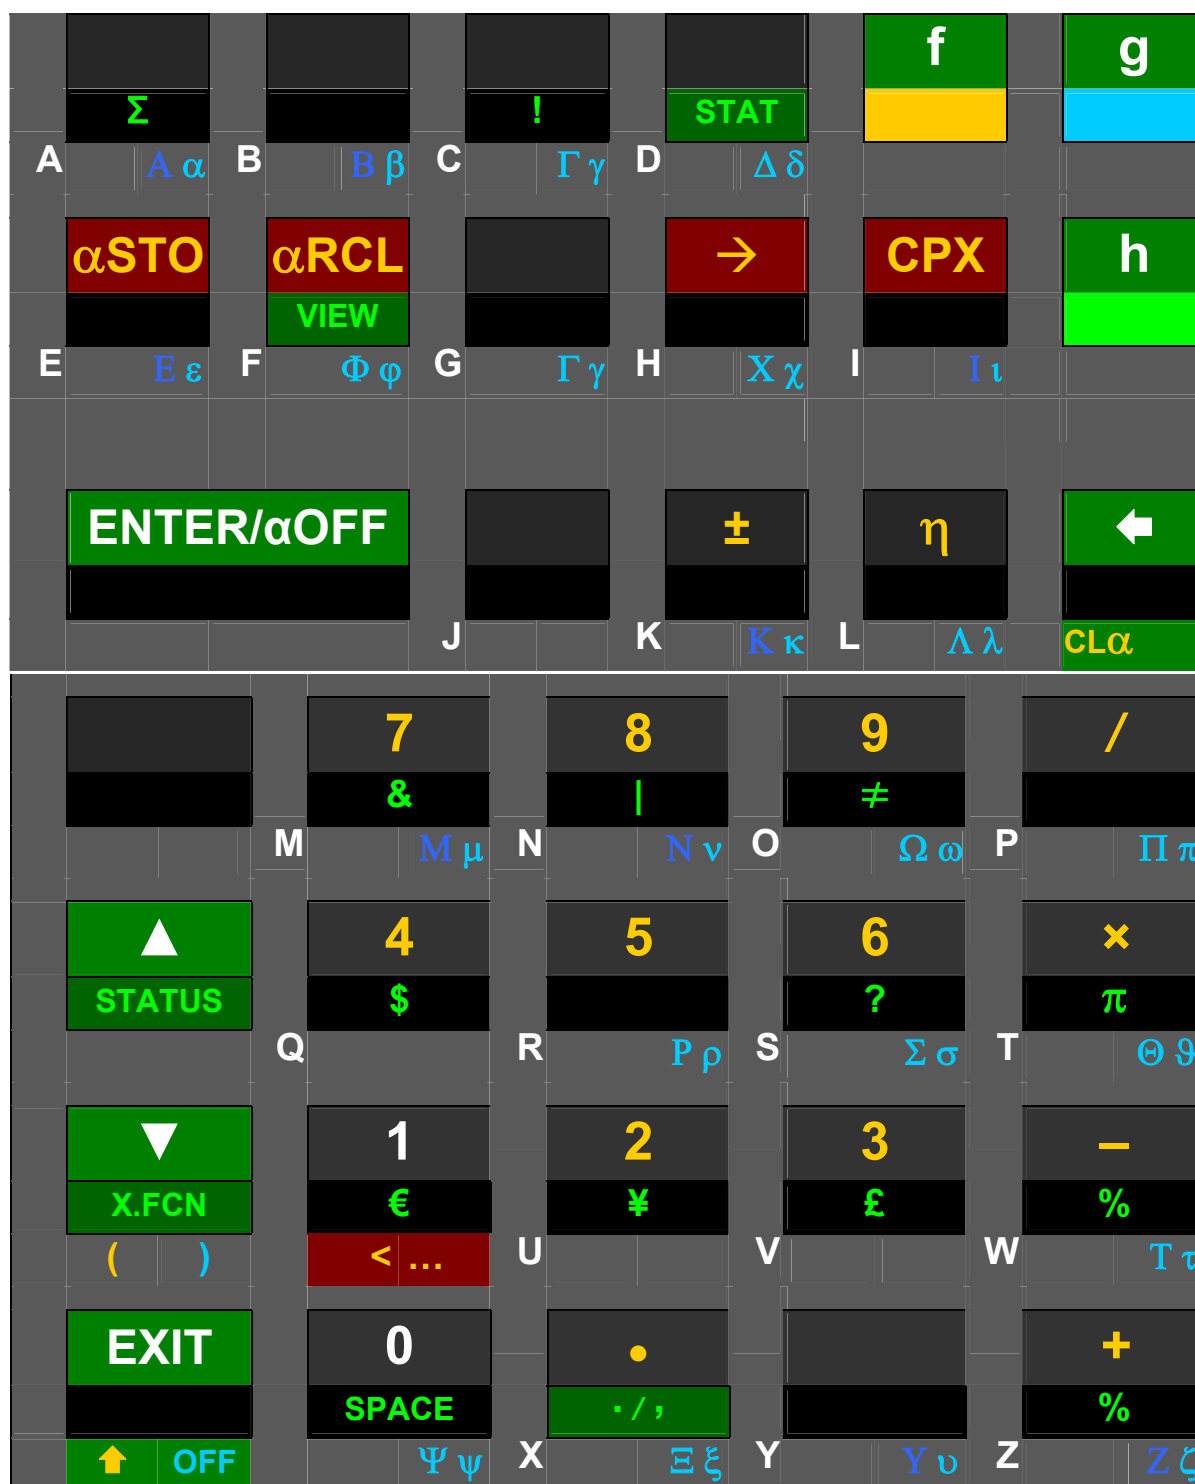 f g
Σ ! STAT
A Α α B Β β C Γ γ D Δ δ
αSTO αRCL → CPX h
VIEW
E Ε ε F Φ φ G Γ γ H Χ χ I Ι ι
ENTER/αOFF ± η 🡄
J K Κ κ L Λ λ CLα
7 8 9 /
& | ≠
M Μ μ N Ν ν O Ω ω P Π π
▲ 4 5 6 ×
STATUS $ ? π
Q R Ρ ρ S Σ σ T Θ ϑ
▼ 1 2 3 –
X.FCN € ¥ £ %
( ) < ... U V W Τ τ
EXIT 0 . +
SPACE ·/, %
🡅 OFF Ψ ψ X Ξ ξ Y Υ υ Z Ζ ζ